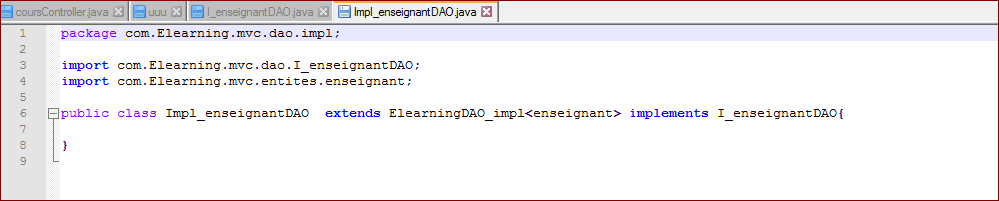 coursController.java uuu I_enseignantDAO.java Impl_enseignantDAO.java
1 package com.Elearning.mvc.dao.impl;
2
3 import com.Elearning.mvc.dao.I_enseignantDAO;
4 import com.Elearning.mvc.entites.enseignant;
5
6 public class Impl_enseignantDAO  extends ElearningDAO_impl<enseignant> implements I_enseignantDAO{
7
8 }
9